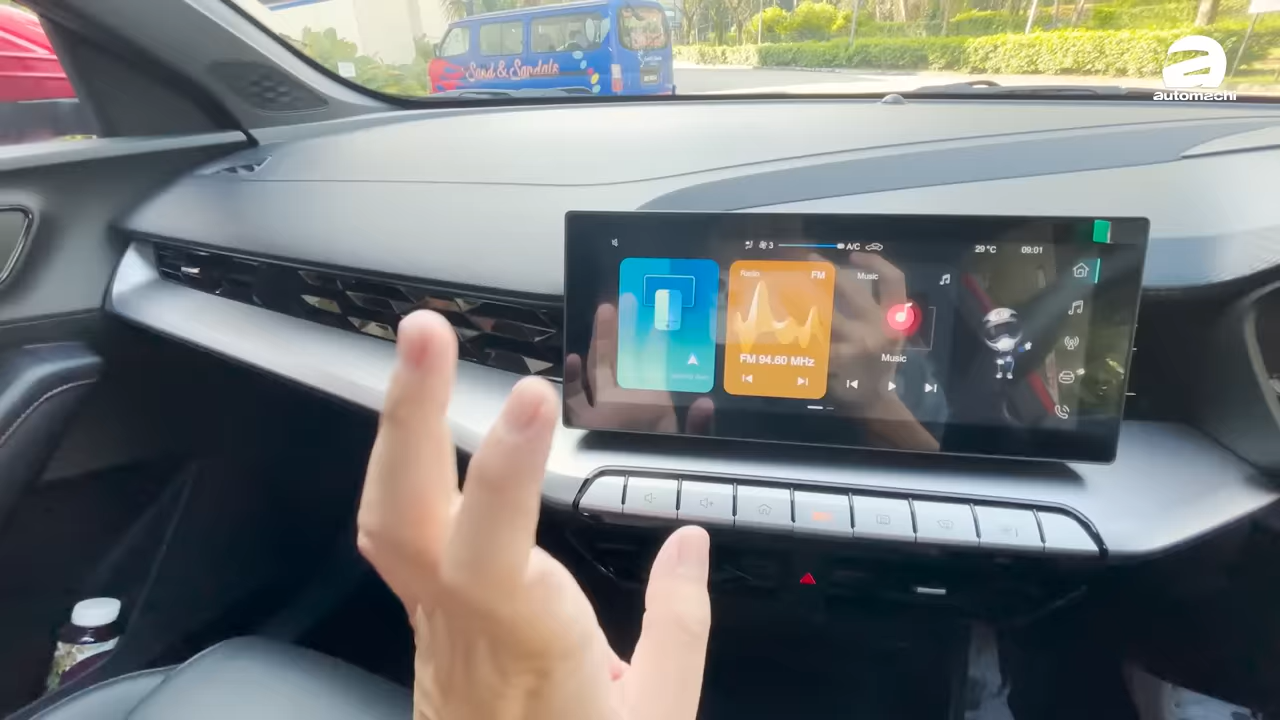 Sand & Sandals
automachi
3
A/C
29°C
09:01
Radio
FM
Music
FM 94.60 MHz
Music